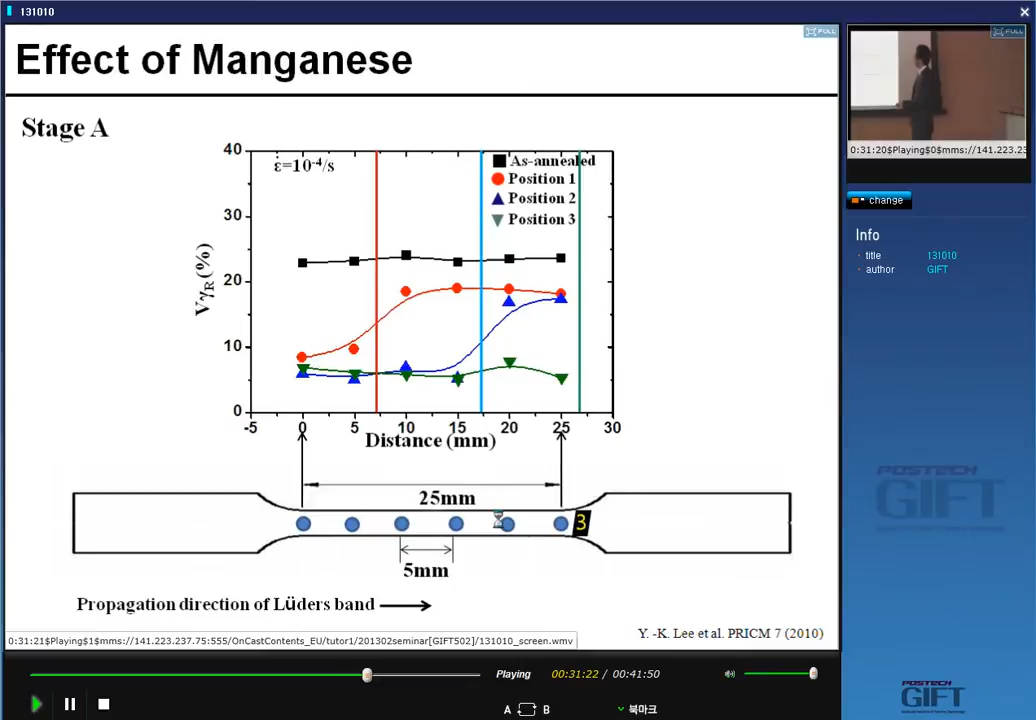 131010
Effect of Manganese
FULL
FULL
Stage A
ε̇=10⁻⁴/s
As-annealed
Position 1
Position 2
Position 3
VγR(%)
40
30
20
10
0
-5 0 5 10 15 20 25 30
Distance (mm)
25mm
3
5mm
Propagation direction of Lüders band
Y. -K. Lee et al. PRICM 7 (2010)
0:31:21$Playing$1$mms://141.223.237.75:555/OnCastContents_EU/tutor1/201302seminar[GIFT502]/131010_screen.wmv
0:31:20$Playing$0$mms://141.223.23
change
Info
title 131010
author GIFT
POSTECH
GIFT
Playing 00:31:22 / 00:41:50
A B 북마크
POSTECH
GIFT